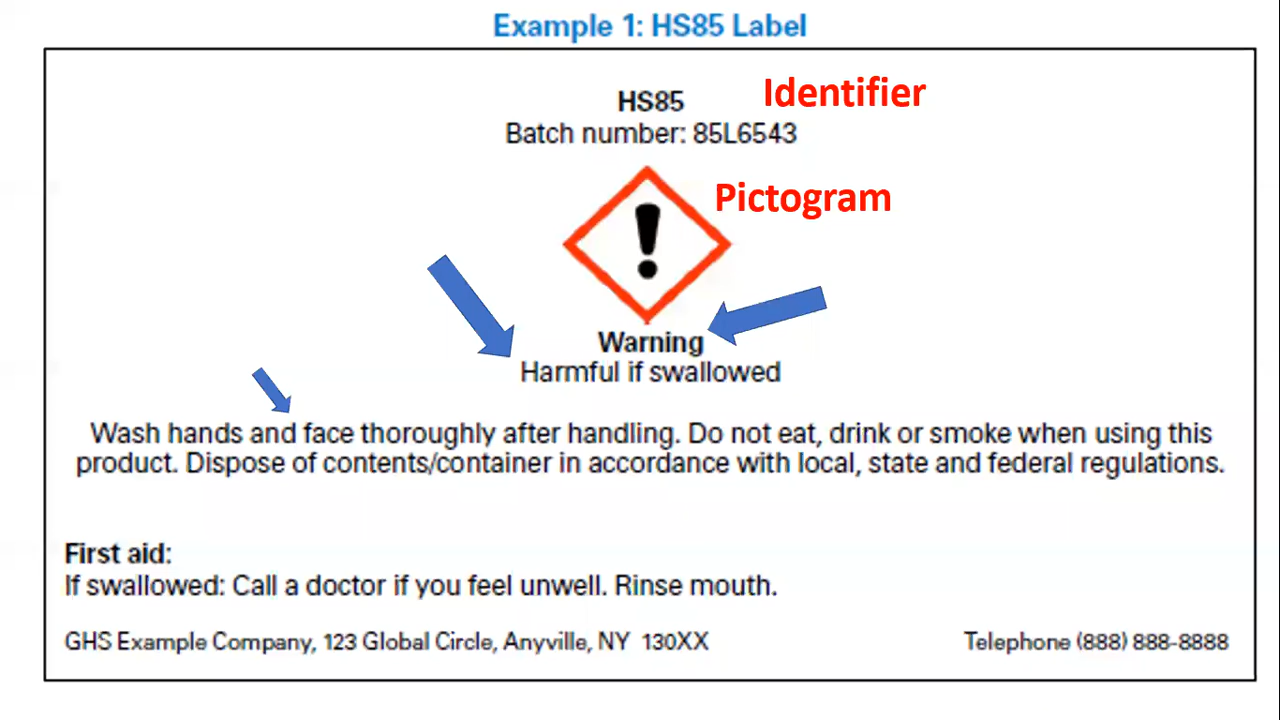 Example 1: HS85 Label
HS85
Identifier
Batch number: 85L6543
Pictogram
!
Warning
Harmful if swallowed
Wash hands and face thoroughly after handling. Do not eat, drink or smoke when using this
product. Dispose of contents/container in accordance with local, state and federal regulations.
First aid:
If swallowed: Call a doctor if you feel unwell. Rinse mouth.
GHS Example Company, 123 Global Circle, Anyville, NY 130XX
Telephone (888) 888-8888